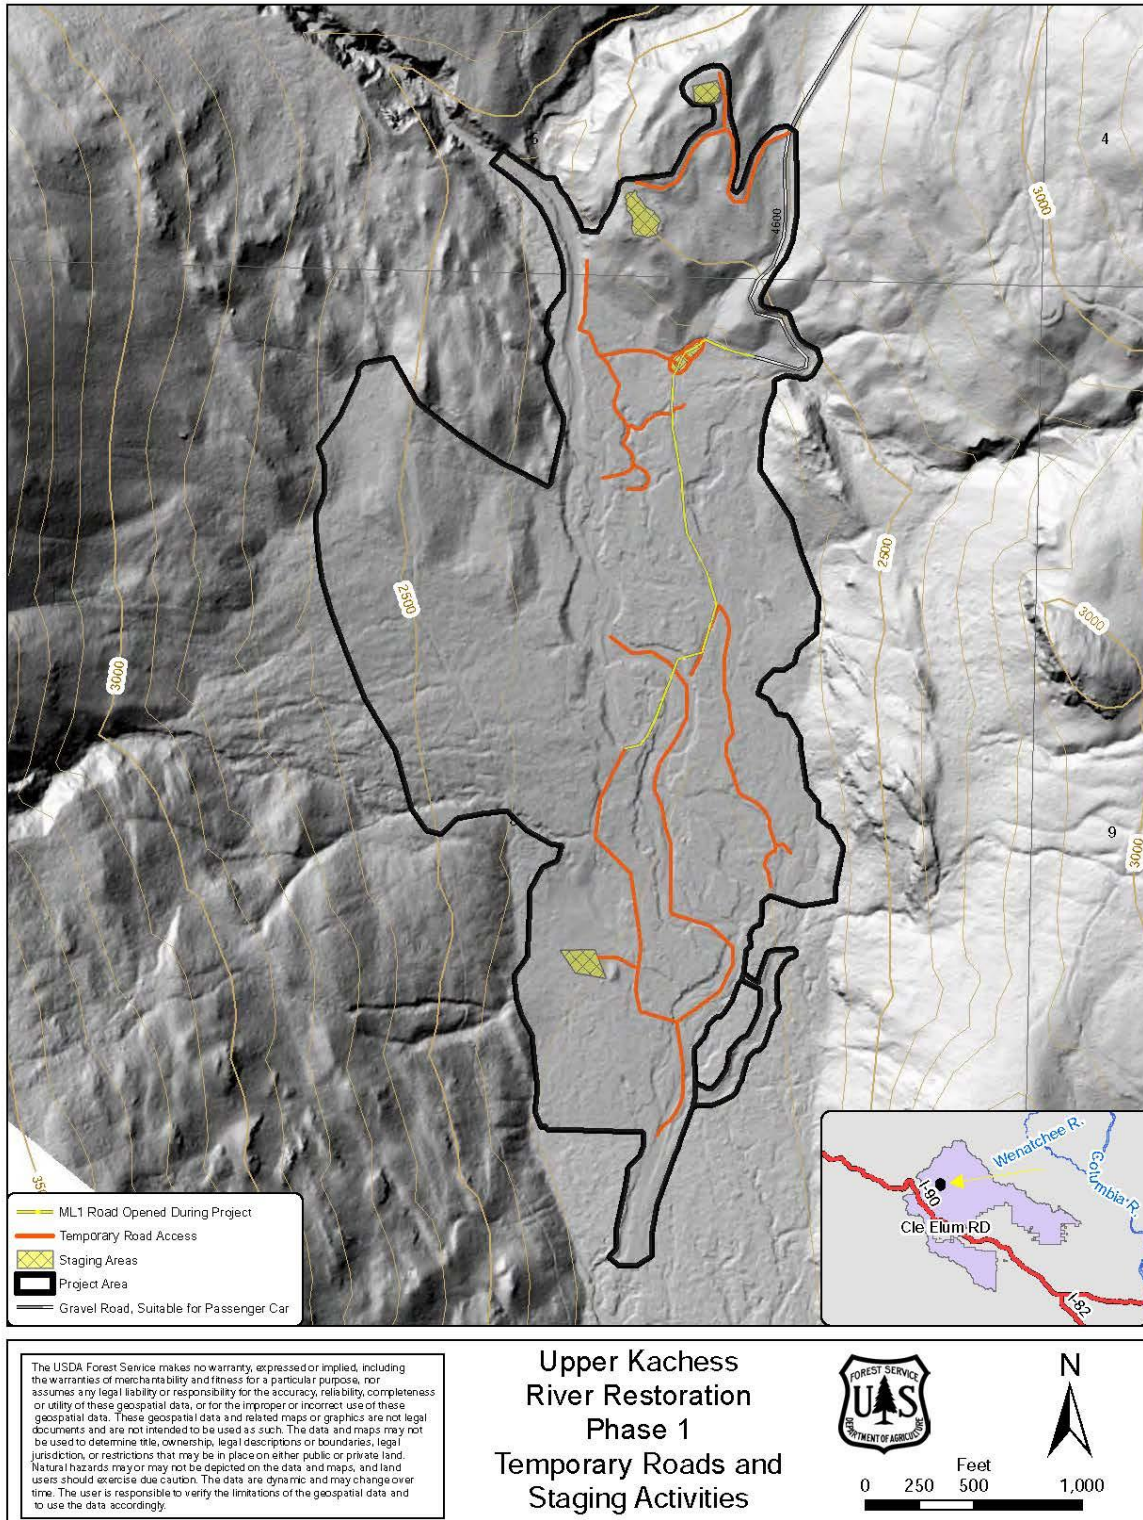 5
4
3000
4600
2500
2500
3000
3000
9
3000
ML1 Road Opened During Project
Temporary Road Access
Staging Areas
Project Area
Gravel Road, Suitable for Passenger Car
Wenatchee R.
Columbia R.
I-90
Cle Elum RD
I-82
The USDA Forest Service makes no warranty, expressed or implied, including
the warranties of merchantability and fitness for a particular purpose, nor
assumes any legal liability or responsibility for the accuracy, reliability, completeness
or utility of these geospatial data, or for the improper or incorrect use of these
geospatial data. These geospatial data and related maps or graphics are not legal
documents and are not intended to be used as such. The data and maps may not
be used to determine title, ownership, legal descriptions or boundaries, legal
jurisdiction, or restrictions that may be in place on either public or private land.
Natural hazards may or may not be depicted on the data and maps, and land
users should exercise due caution. The data are dynamic and may change over
time. The user is responsible to verify the limitations of the geospatial data and
to use the data accordingly.
Upper Kachess
River Restoration
Phase 1
Temporary Roads and
Staging Activities
FOREST SERVICE
U S
DEPARTMENT OF AGRICULTURE
N
Feet
0 250 500 1,000